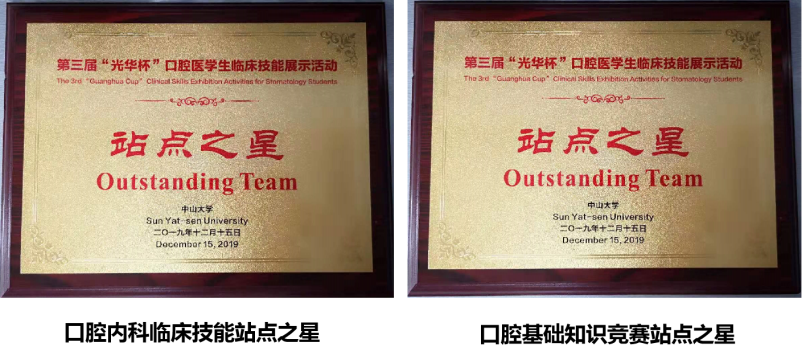 第三届“光华杯”口腔医学生临床技能展示活动
The 3rd “Guanghua Cup” Clinical Skills Exhibition Activities for Stomatology Students
站点之星
Outstanding Team
中山大学
Sun Yat-sen University
二〇一九年十二月十五日
December 15, 2019
口腔内科临床技能站点之星
第三届“光华杯”口腔医学生临床技能展示活动
The 3rd “Guanghua Cup” Clinical Skills Exhibition Activities for Stomatology Students
站点之星
Outstanding Team
中山大学
Sun Yat-sen University
二〇一九年十二月十五日
December 15, 2019
口腔基础知识竞赛站点之星